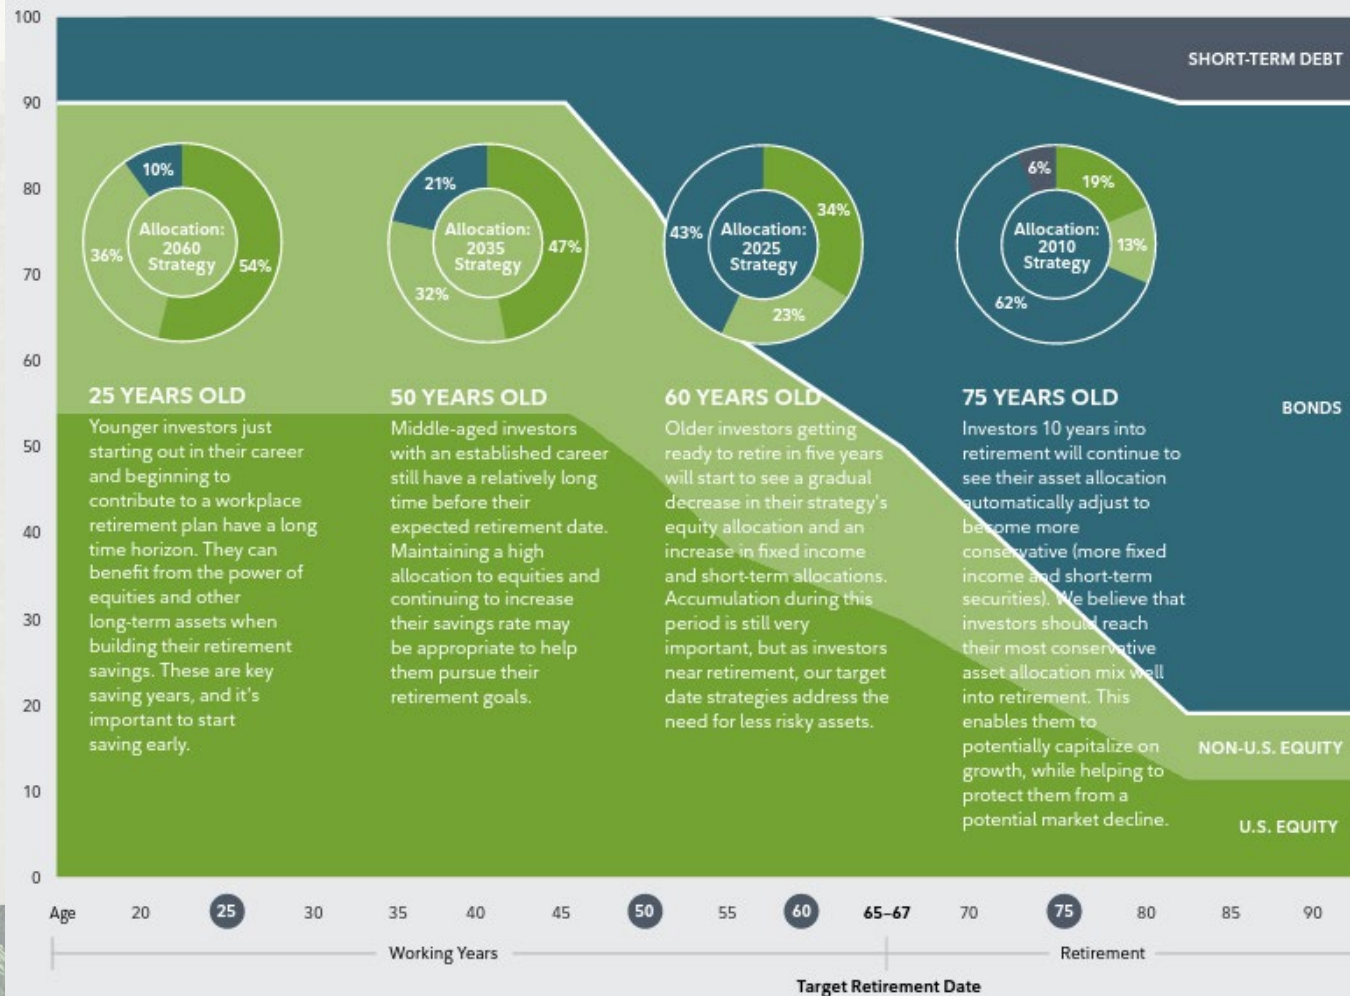 100
90
80
70
60
50
40
30
20
10
0
SHORT-TERM DEBT
BONDS
NON-U.S. EQUITY
U.S. EQUITY
10%
36%
54%
Allocation:
2060
Strategy
25 YEARS OLD
Younger investors just
starting out in their career
and beginning to
contribute to a workplace
retirement plan have a long
time horizon. They can
benefit from the power of
equities and other
long-term assets when
building their retirement
savings. These are key
saving years, and it's
important to start
saving early.
21%
47%
32%
Allocation:
2035
Strategy
50 YEARS OLD
Middle-aged investors
with an established career
still have a relatively long
time before their
expected retirement date.
Maintaining a high
allocation to equities and
continuing to increase
their savings rate may
be appropriate to help
them pursue their
retirement goals.
43%
34%
23%
Allocation:
2025
Strategy
60 YEARS OLD
Older investors getting
ready to retire in five years
will start to see a gradual
decrease in their strategy's
equity allocation and an
increase in fixed income
and short-term allocations.
Accumulation during this
period is still very
important, but as investors
near retirement, our target
date strategies address the
need for less risky assets.
6%
19%
13%
62%
Allocation:
2010
Strategy
75 YEARS OLD
Investors 10 years into
retirement will continue to
see their asset allocation
automatically adjust to
become more
conservative (more fixed
income and short-term
securities). We believe that
investors should reach
their most conservative
asset allocation mix well
into retirement. This
enables them to
potentially capitalize on
growth, while helping to
protect them from a
potential market decline.
Age 20 25 30 35 40 45 50 55 60 65–67 70 75 80 85 90
Working Years
Retirement
Target Retirement Date